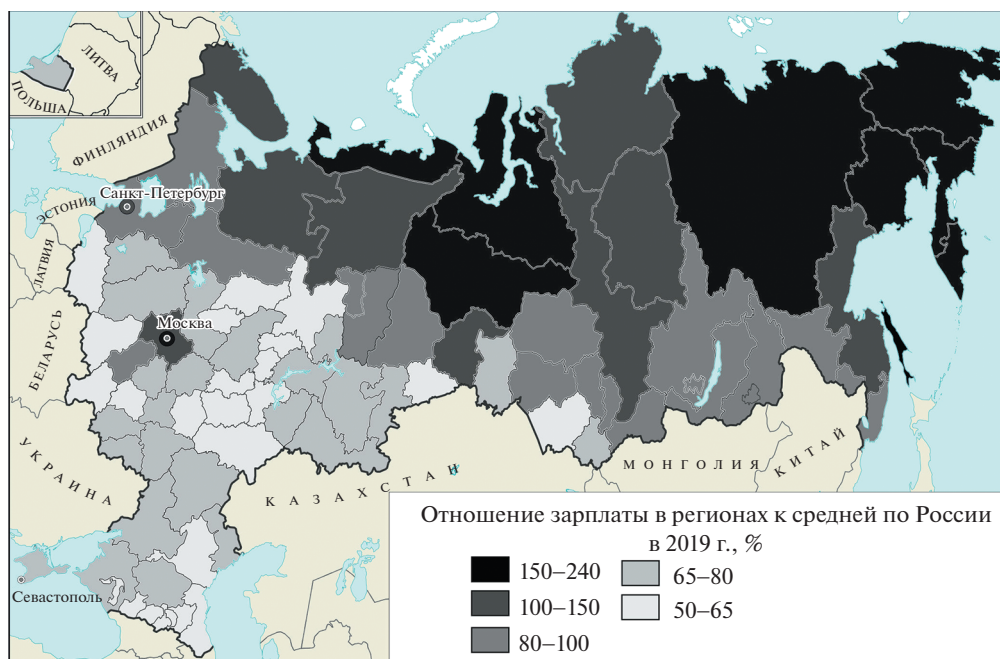 ЛИТВА
ПОЛЬША
ФИНЛЯНДИЯ
Санкт-Петербург
ЭСТОНИЯ
ЛАТВИЯ
Москва
БЕЛАРУСЬ
УКРАИНА
КАЗАХСТАН
МОНГОЛИЯ
КИТАЙ
Севастополь
Отношение зарплаты в регионах к средней по России
в 2019 г., %
150–240
100–150
80–100
65–80
50–65